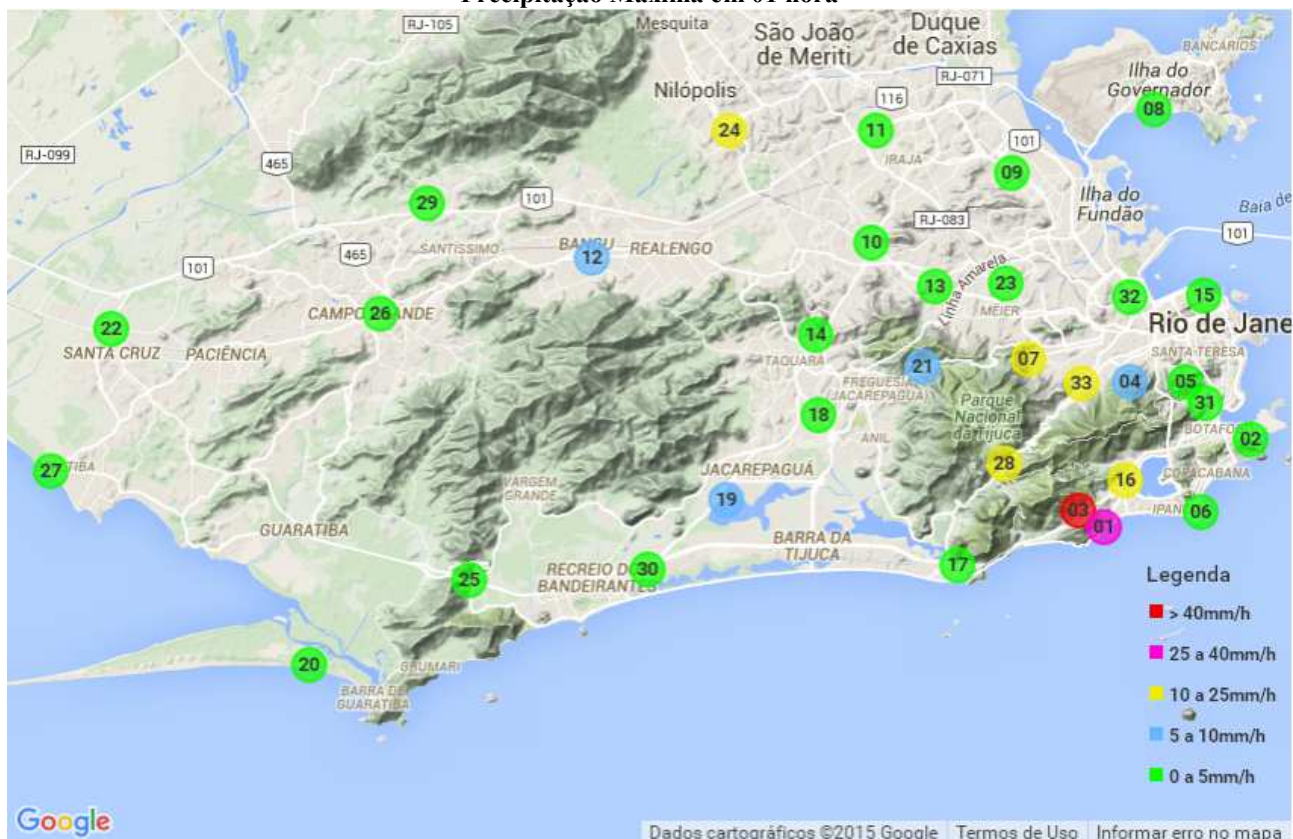 Precipitação Máxima em 01 hora
RJ-105
Mesquita
São João
de Meriti
Duque
de Caxias
BANCÁRIOS
RJ-071
Ilha do
Governador
Nilópolis
116
08
24
11
IRAJÁ
101
RJ-099
465
09
Ilha do
Fundão
29
101
RJ-083
Baía de
101
SANTÍSSIMO
BANGU
REALENGO
10
465
12
101
Linha Amarela
13
23
32
15
CAMPO GRANDE
26
MÉIER
22
14
Rio de Jane
SANTA CRUZ
PACIÊNCIA
TAQUARA
07
SANTA TERESA
21
FREGUESIA
(JACAREPAGUÁ)
33
04
05
Parque
Nacional
da Tijuca
31
18
BOTAFO
ANIL
02
27
TIBA
JACAREPAGUÁ
28
COPACABANA
16
VARGEM
GRANDE
19
03
IPAN
06
01
GUARATIBA
BARRA DA
TIJUCA
17
25
RECREIO DOS
BANDEIRANTES
30
Legenda
> 40mm/h
25 a 40mm/h
20
GRUMARI
BARRA DE
GUARATIBA
10 a 25mm/h
5 a 10mm/h
0 a 5mm/h
Google
Dados cartográficos ©2015 Google
Termos de Uso
Informar erro no mapa